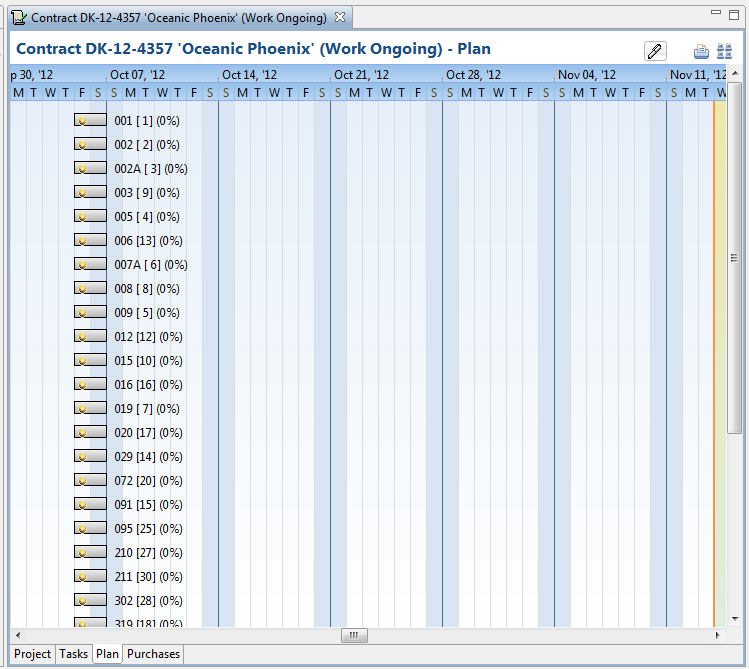 Contract DK-12-4357 'Oceanic Phoenix' (Work Ongoing)
Contract DK-12-4357 'Oceanic Phoenix' (Work Ongoing) - Plan
p 30, '12 Oct 07, '12 Oct 14, '12 Oct 21, '12 Oct 28, '12 Nov 04, '12 Nov 11, '12
M T W T F S S M T W T F S S M T W T F S S M T W T F S S M T W T F S S M T W T F S S M T W
001 [ 1] (0%)
002 [ 2] (0%)
002A [ 3] (0%)
003 [ 9] (0%)
005 [ 4] (0%)
006 [13] (0%)
007A [ 6] (0%)
008 [ 8] (0%)
009 [ 5] (0%)
012 [12] (0%)
015 [10] (0%)
016 [16] (0%)
019 [ 7] (0%)
020 [17] (0%)
029 [14] (0%)
072 [20] (0%)
091 [15] (0%)
095 [25] (0%)
210 [27] (0%)
211 [30] (0%)
302 [28] (0%)
319 [18] (0%)
Project Tasks Plan Purchases